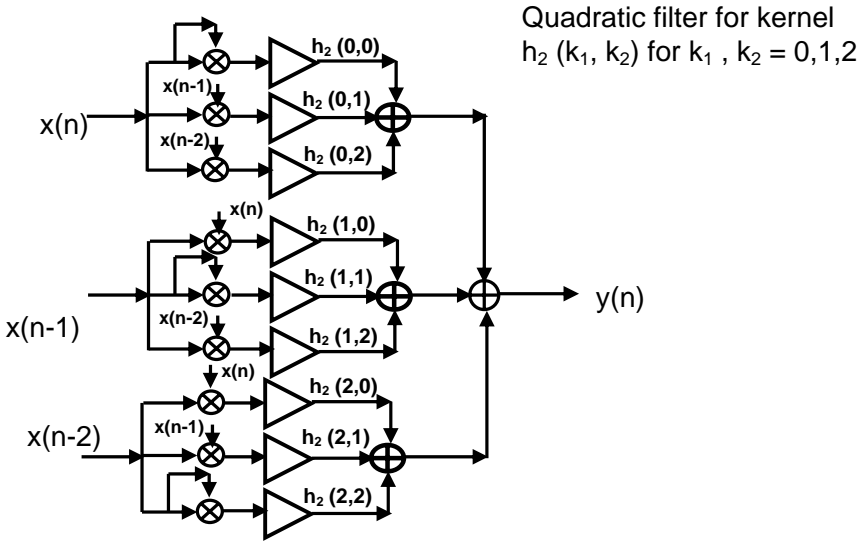 Quadratic filter for kernel
h₂ (k₁, k₂) for k₁ , k₂ = 0,1,2
h₂ (0,0)
x(n-1)
h₂ (0,1)
x(n)
x(n-2)
h₂ (0,2)
x(n)
h₂ (1,0)
h₂ (1,1)
y(n)
x(n-1)
x(n-2)
h₂ (1,2)
x(n)
h₂ (2,0)
x(n-2)
x(n-1)
h₂ (2,1)
h₂ (2,2)